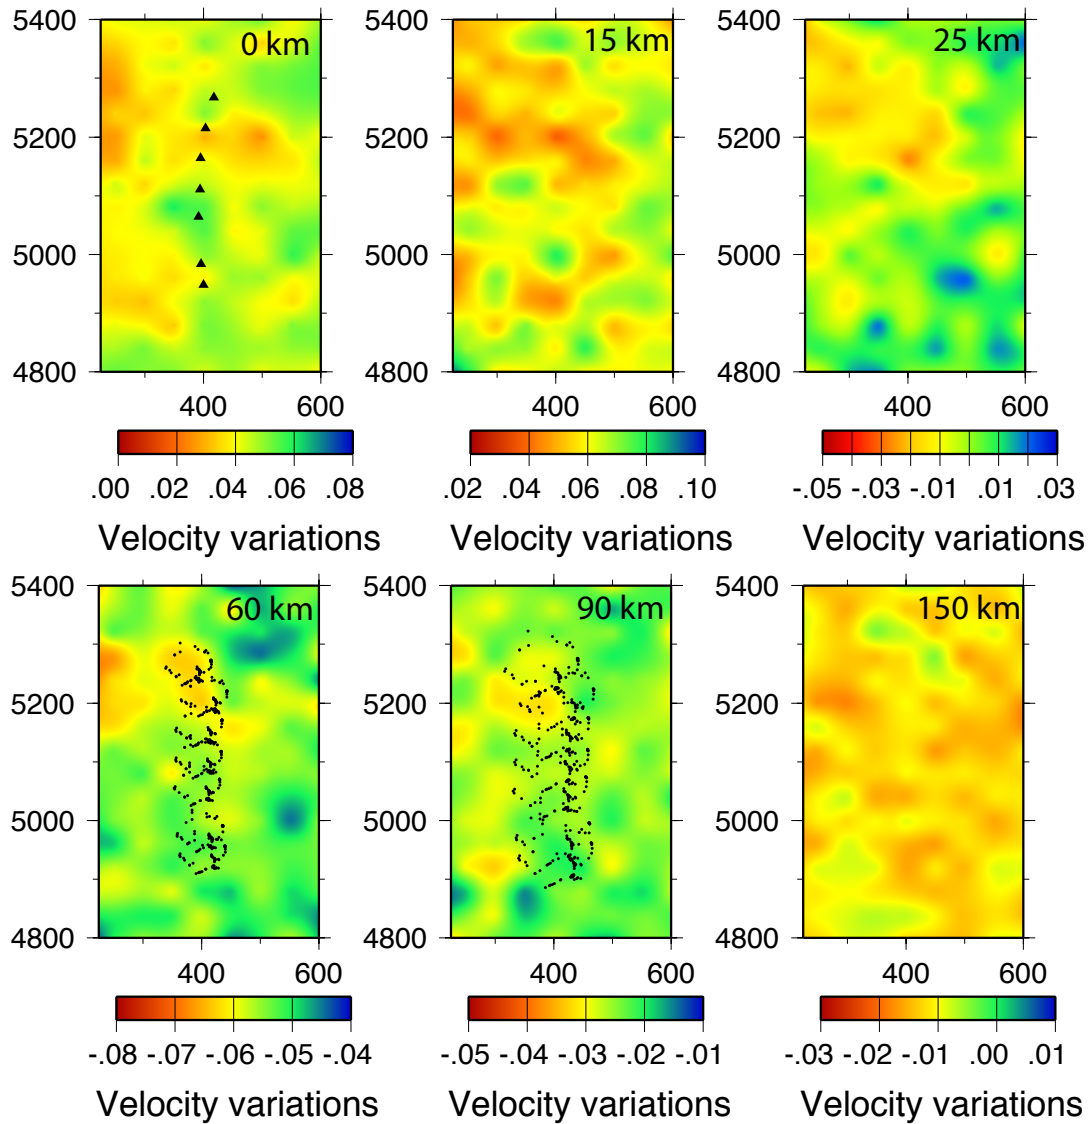 5400
5200
5000
4800
0 km
400 600
.00 .02 .04 .06 .08
Velocity variations
5400
5200
5000
4800
15 km
400 600
.02 .04 .06 .08 .10
Velocity variations
5400
5200
5000
4800
25 km
400 600
-.05 -.03 -.01 .01 .03
Velocity variations
5400
5200
5000
4800
60 km
400 600
-.08 -.07 -.06 -.05 -.04
Velocity variations
5400
5200
5000
4800
90 km
400 600
-.05 -.04 -.03 -.02 -.01
Velocity variations
5400
5200
5000
4800
150 km
400 600
-.03 -.02 -.01 .00 .01
Velocity variations